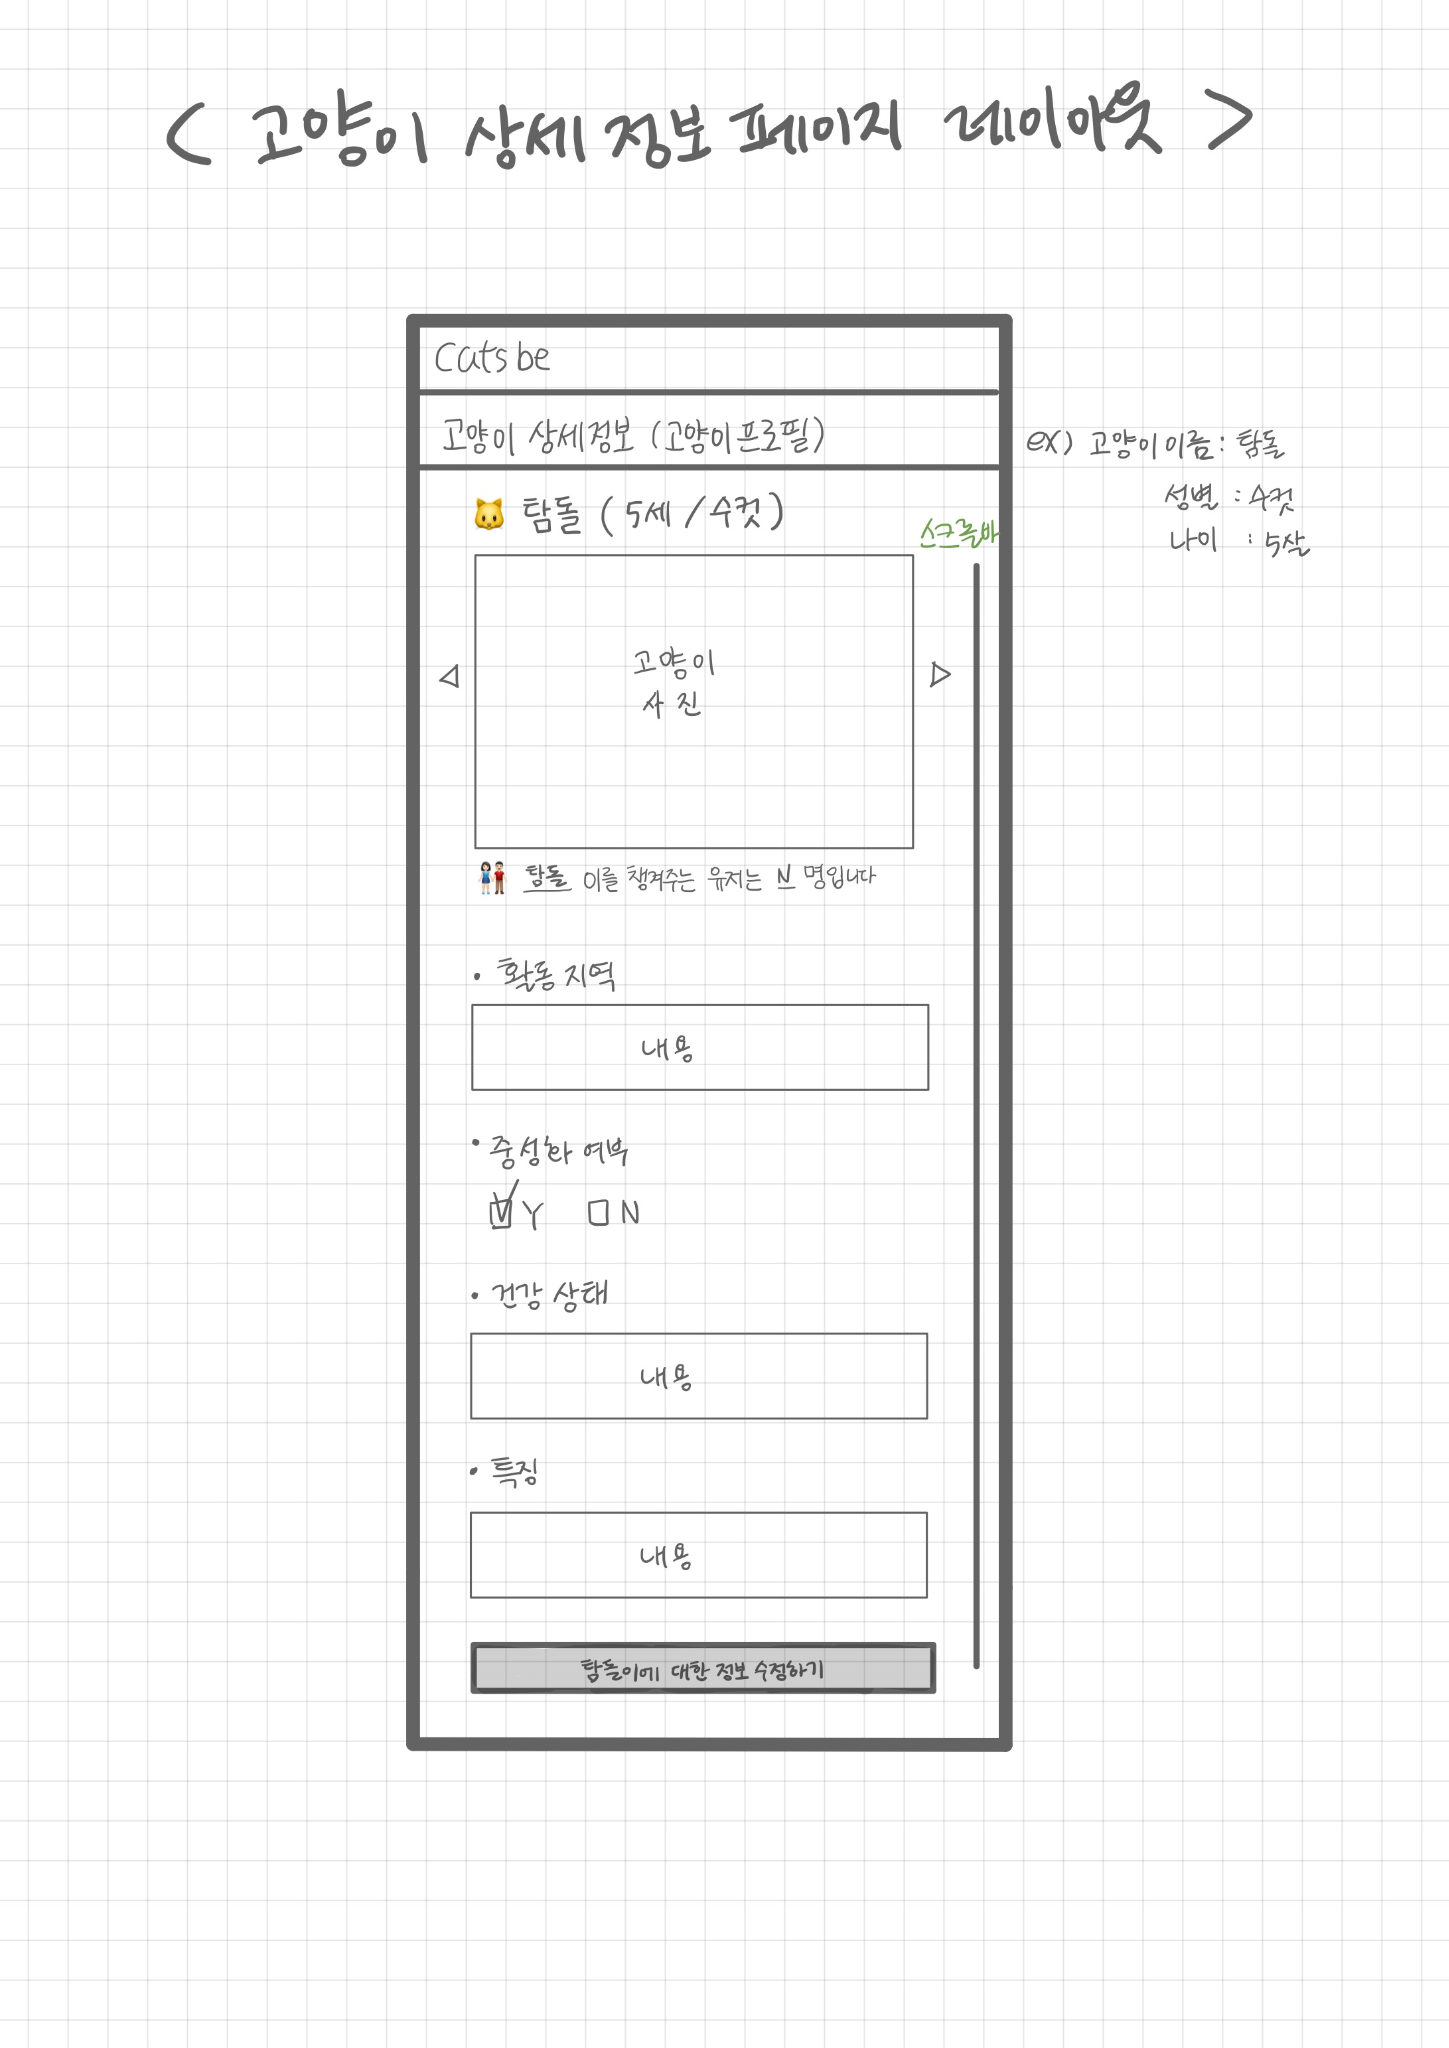 < 고양이 상세 정보 페이지 레이아웃 >
Catsbe
고양이 상세정보 (고양이프로필)
ex) 고양이 이름 : 탐돌
성별 : 수컷
나이 : 5살
탐돌 ( 5세 / 수컷 )
스크롤바
고양이
사진
탐돌 이를 챙겨주는 유저는 N 명입니다
• 활동 지역
내용
• 중성화 여부
Y N
• 건강 상태
내용
• 특징
내용
탐돌이에 대한 정보 수정하기